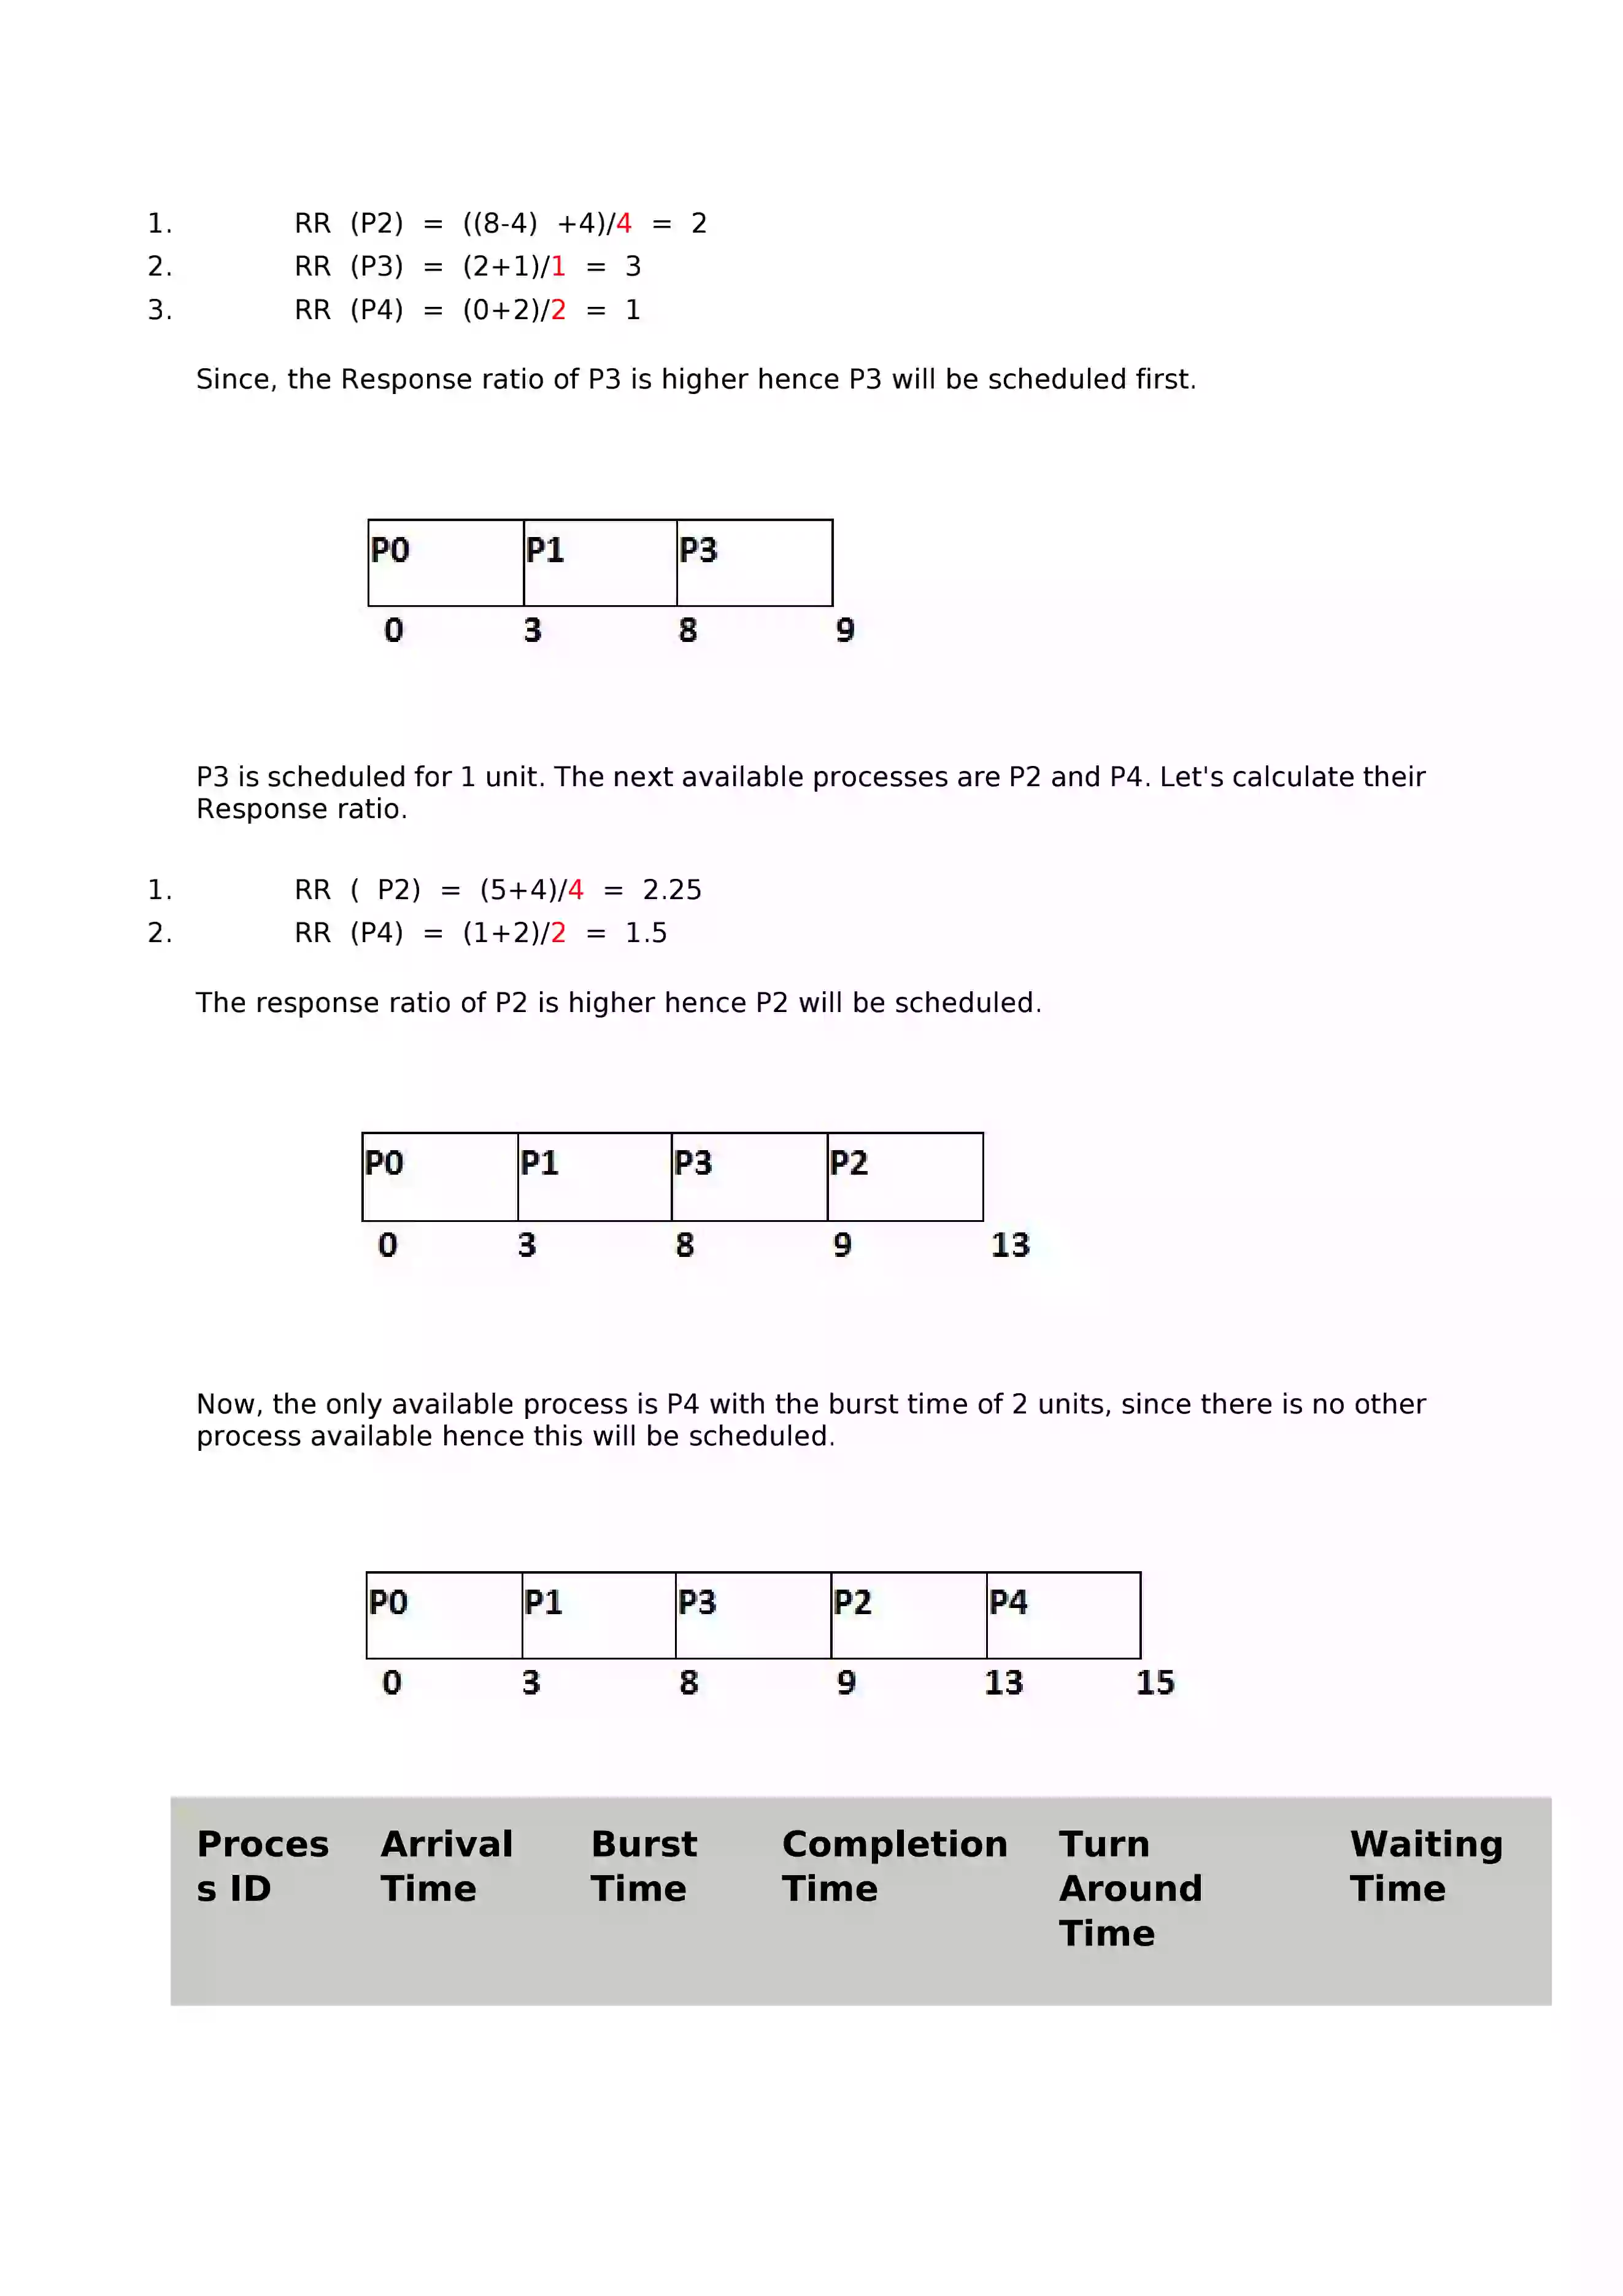 1. RR (P2) = ((8-4) +4)/4 = 2
2. RR (P3) = (2+1)/1 = 3
3. RR (P4) = (0+2)/2 = 1
Since, the Response ratio of P3 is higher hence P3 will be scheduled first.
P0 P1 P3
0 3 8 9
P3 is scheduled for 1 unit. The next available processes are P2 and P4. Let's calculate their
Response ratio.
1. RR ( P2) = (5+4)/4 = 2.25
2. RR (P4) = (1+2)/2 = 1.5
The response ratio of P2 is higher hence P2 will be scheduled.
P0 P1 P3 P2
0 3 8 9 13
Now, the only available process is P4 with the burst time of 2 units, since there is no other
process available hence this will be scheduled.
P0 P1 P3 P2 P4
0 3 8 9 13 15
Proces Arrival Burst Completion Turn Waiting
s ID Time Time Time Around Time
Time